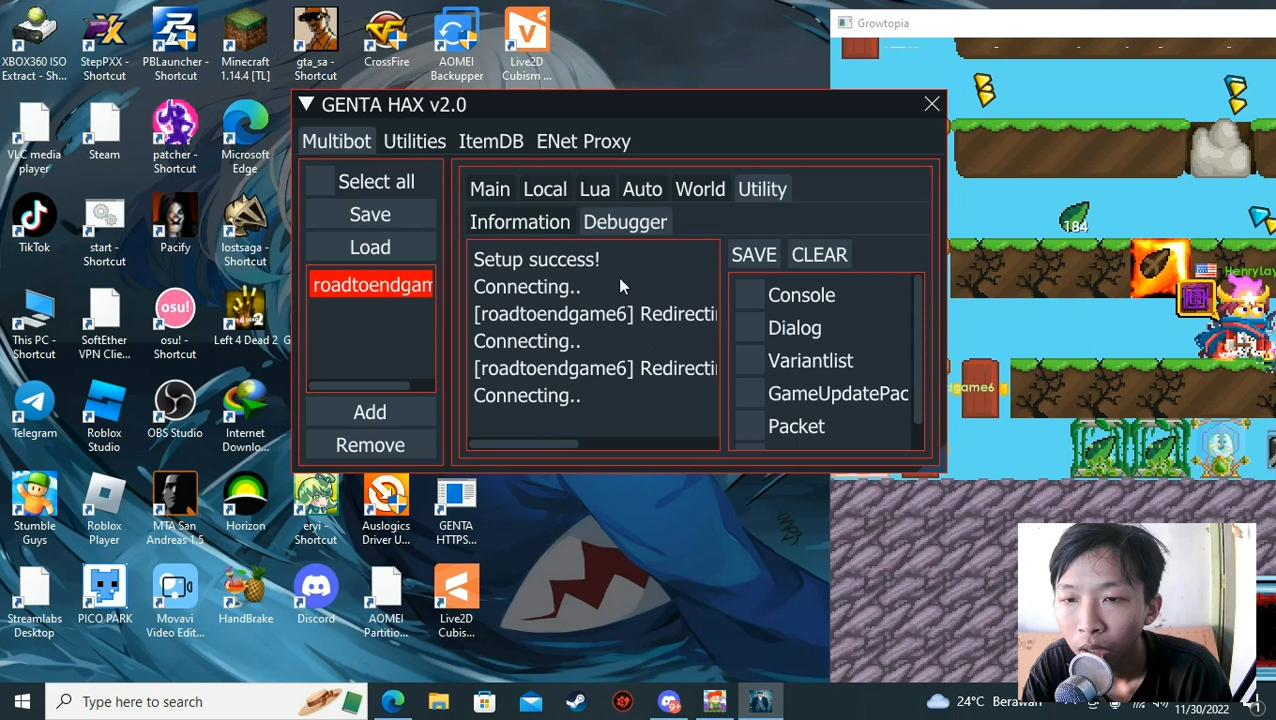 XBOX360 ISO
Extract - Sh...
StepPXX -
Shortcut
PBLauncher -
Shortcut
Minecraft
1.14.4 [TL]
gta_sa -
Shortcut
CrossFire
AOMEI
Backupper
Live2D
Cubism ...
Growtopia
VLC media
player
Steam
patcher -
Shortcut
Microsoft
Edge
TikTok
start -
Shortcut
Pacify
lostsaga -
Shortcut
This PC -
Shortcut
SoftEther
VPN Clie...
osu! -
Shortcut
Left 4 Dead 2
G
Telegram
Roblox
Studio
OBS Studio
Internet
Downlo...
Stumble
Guys
Roblox
Player
MTA San
Andreas 1.5
Horizon
eryi -
Shortcut
Auslogics
Driver U...
GENTA
HTTPS...
Streamlabs
Desktop
PICO PARK
Movavi
Video Edit...
HandBrake
Discord
AOMEI
Partitio...
Live2D
Cubis...
GENTA HAX v2.0
Multibot Utilities ItemDB ENet Proxy
Select all
Save
Load
roadtoendgam
Add
Remove
Main Local Lua Auto World Utility
Information Debugger
Setup success!
Connecting..
[roadtoendgame6] Redirectin
Connecting..
[roadtoendgame6] Redirectin
Connecting..
SAVE CLEAR
Console
Dialog
Variantlist
GameUpdatePac
Packet
184
Henrylay
game6
Type here to search
24°C Berawan
11/30/2022